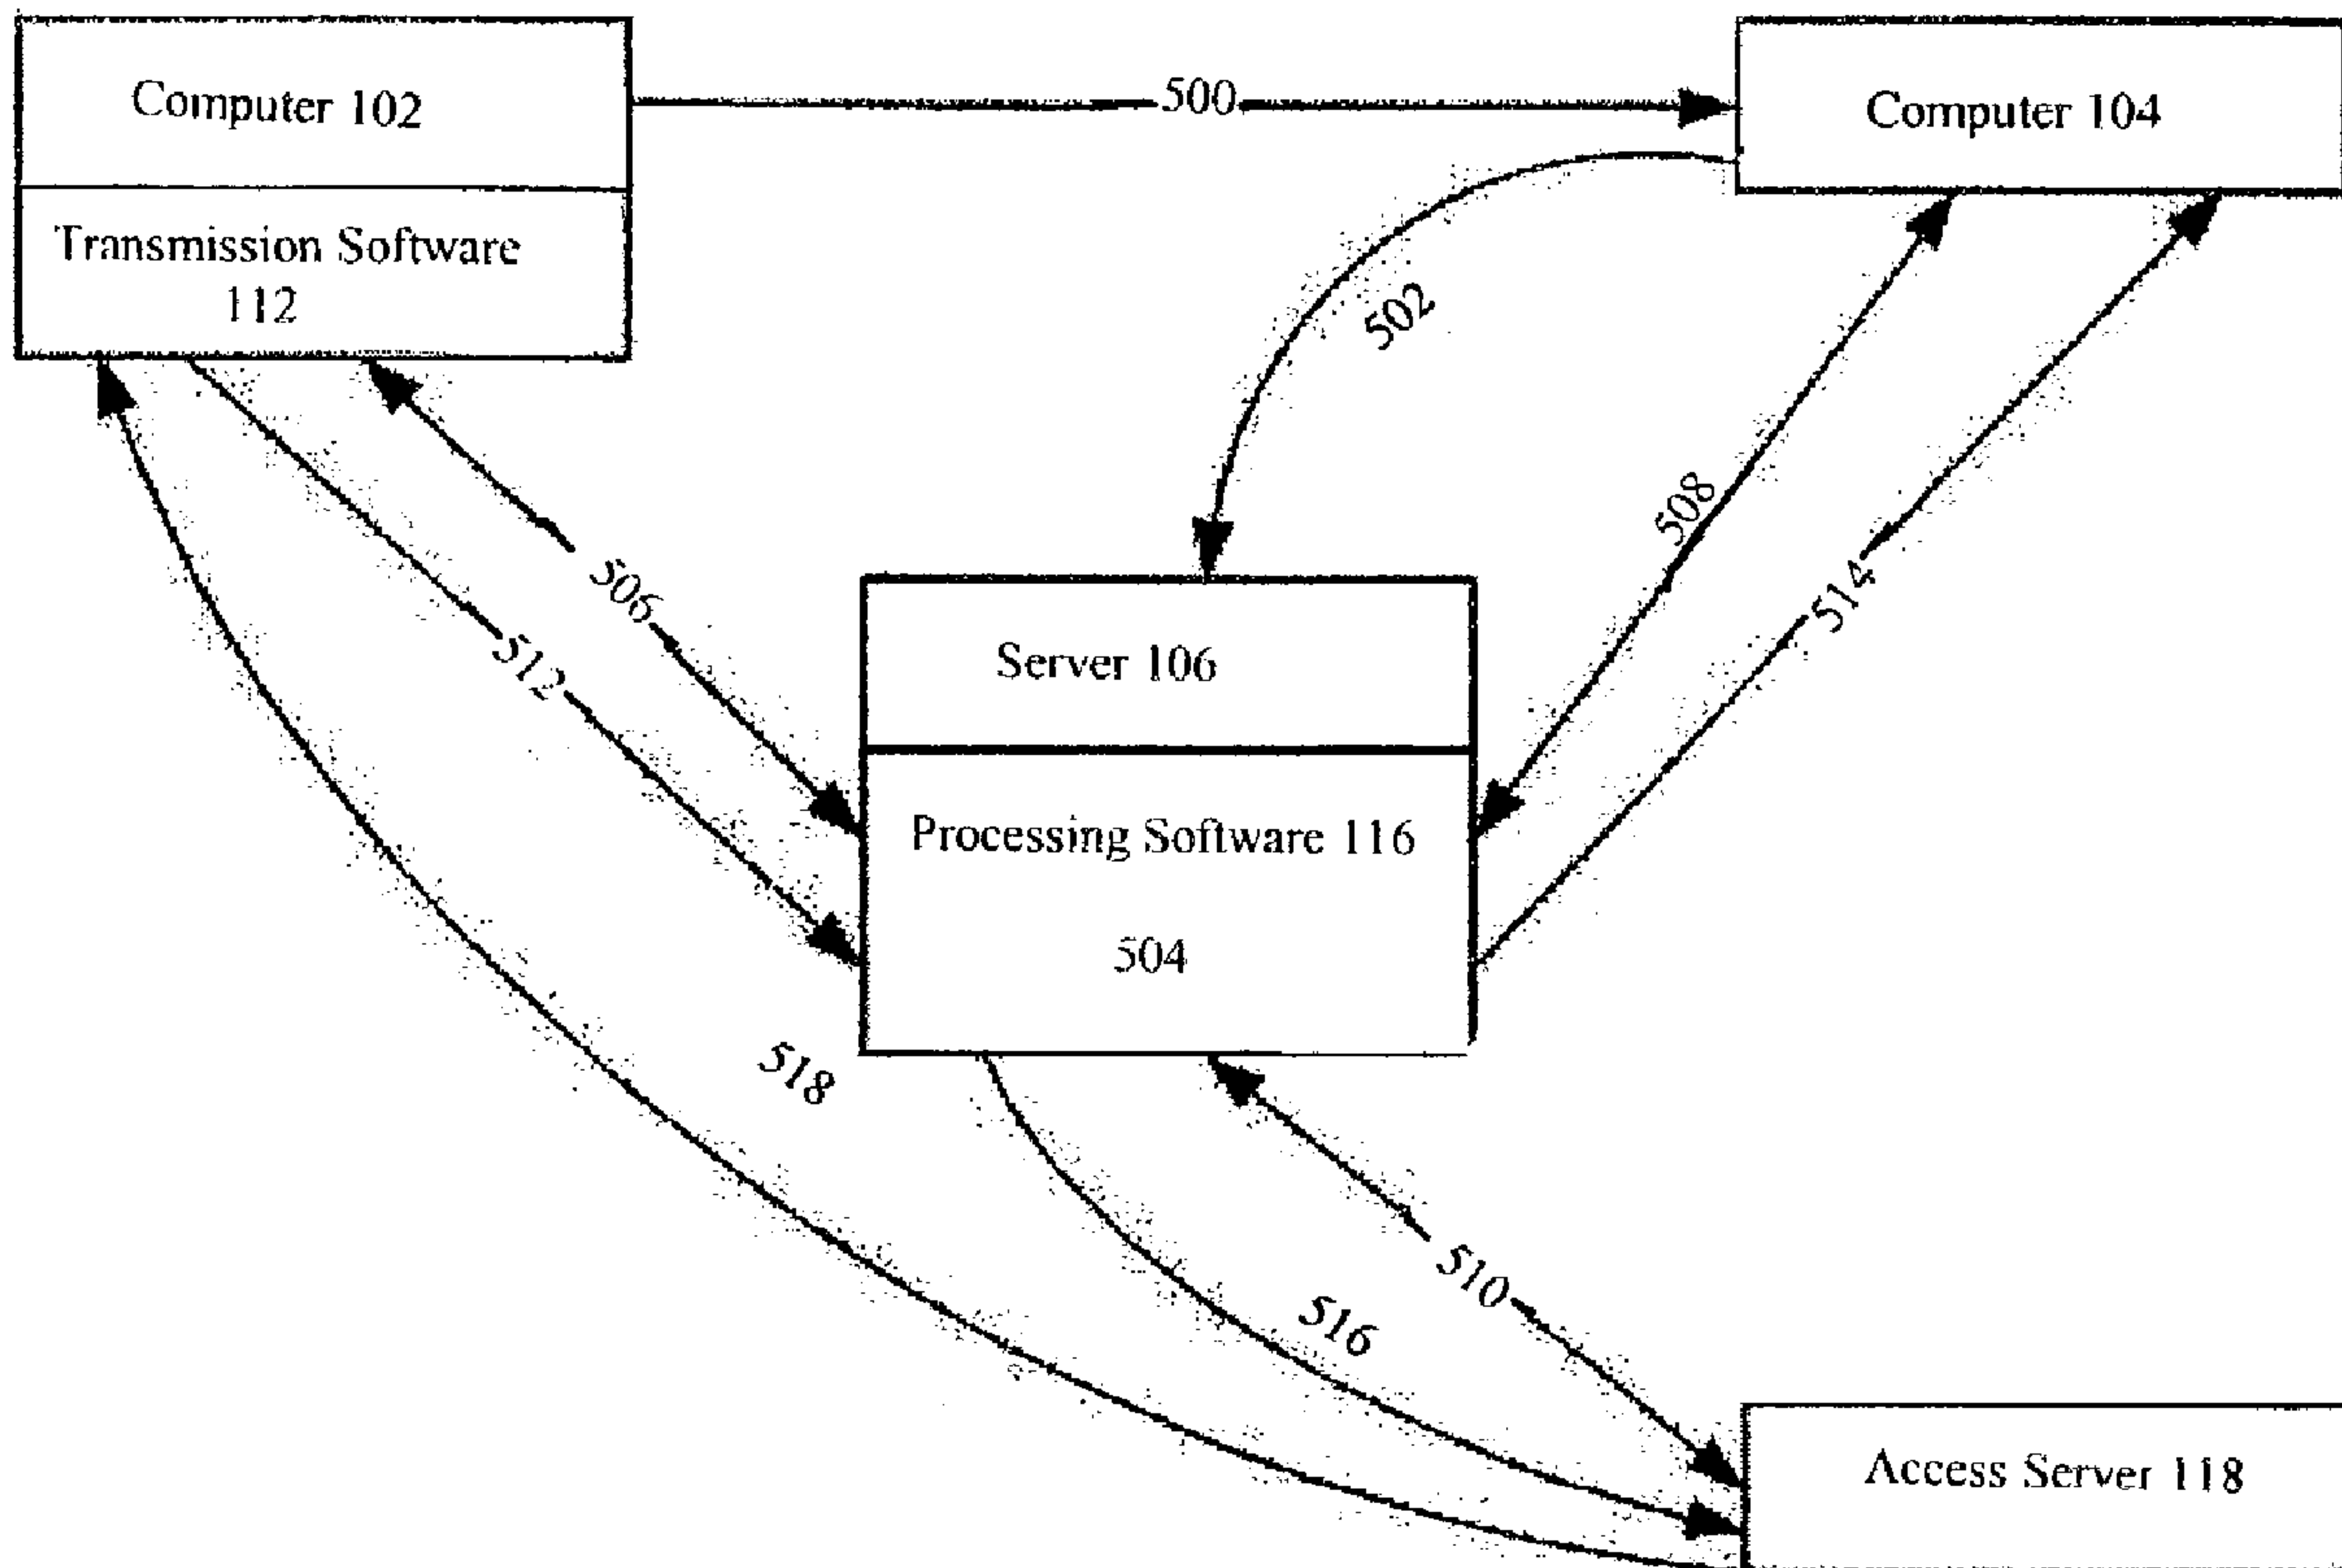 Computer 102
500
Computer 104
Transmission Software
112
502
508
506
514
512
Server 106
Processing Software 116
504
518
510
516
Access Server 118